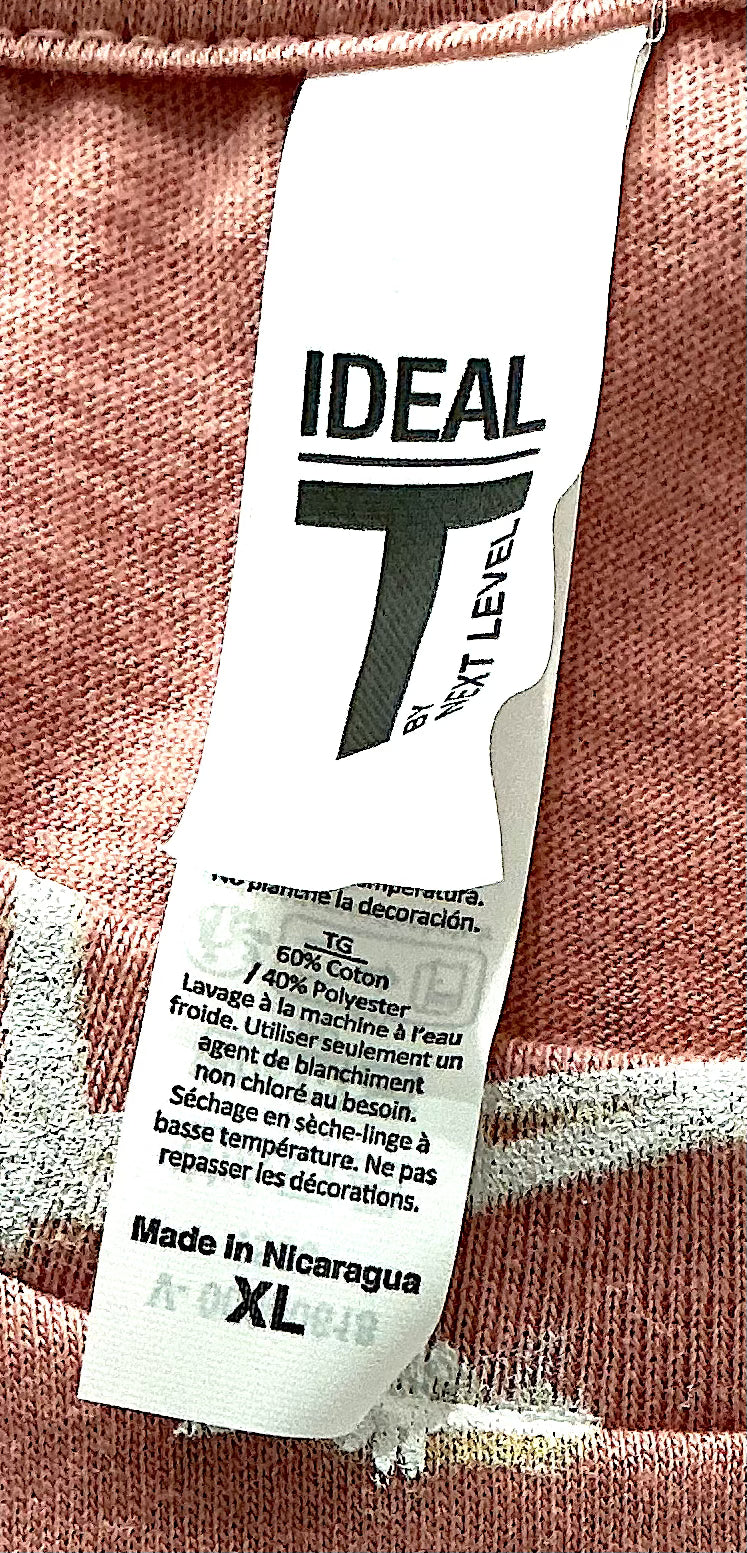 IDEAL
T
BY
NEXT LEVEL
No planche la decoración.
TG
60% Coton
/ 40% Polyester
Lavage à la machine à l'eau
froide. Utiliser seulement un
agent de blanchiment
non chloré au besoin.
Séchage en sèche-linge à
basse température. Ne pas
repasser les décorations.
Made in Nicaragua
XL